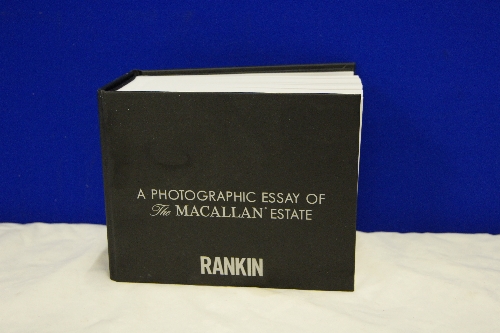 A PHOTOGRAPHIC ESSAY OF
The MACALLAN® ESTATE
RANKIN